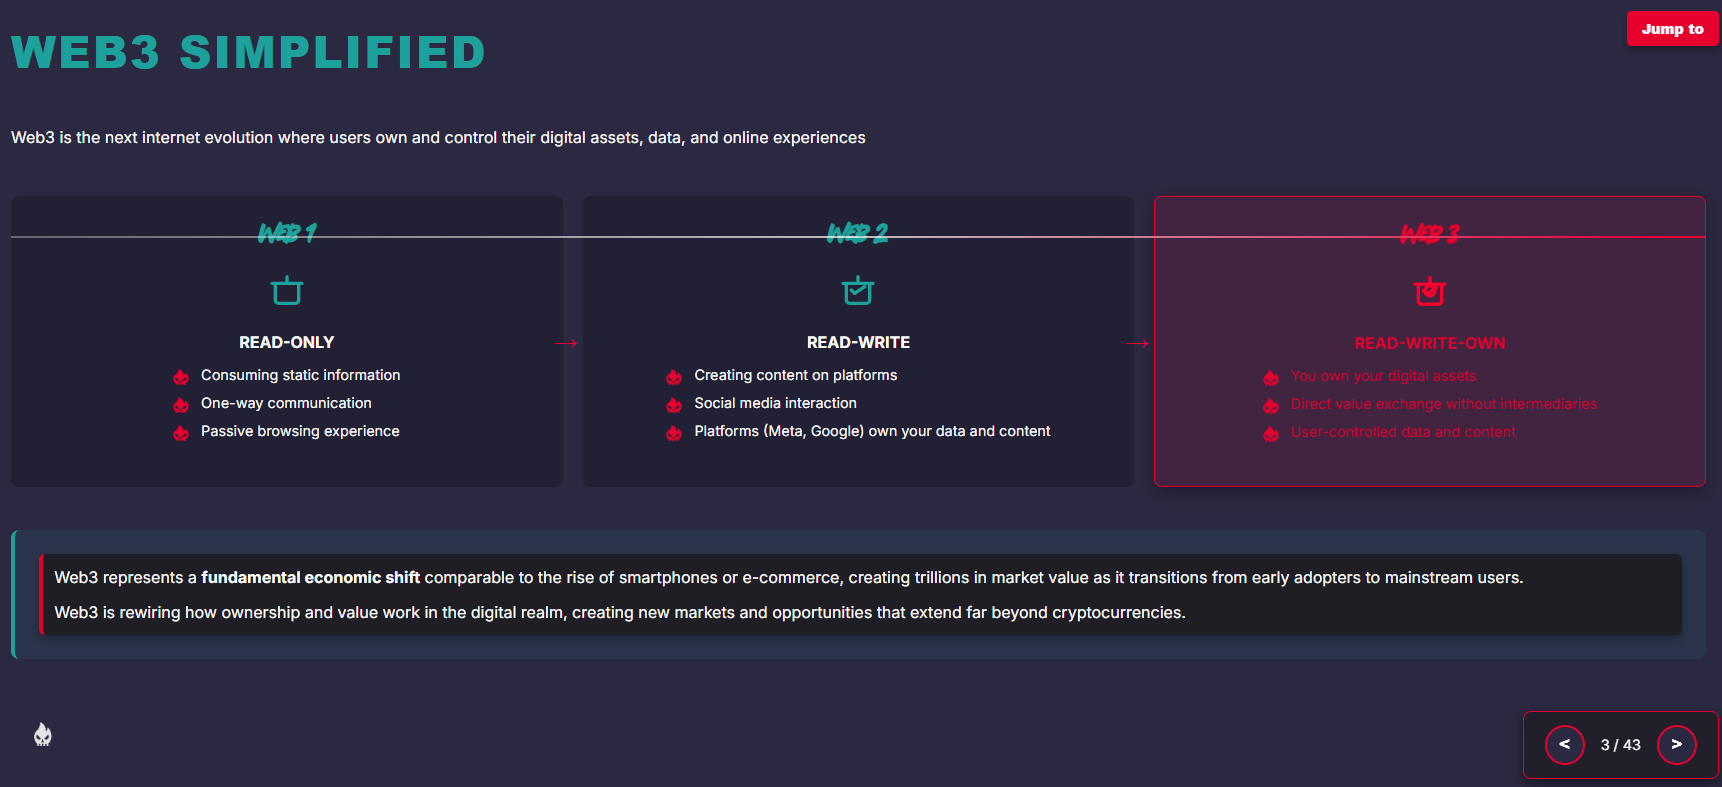 WEB3 SIMPLIFIED
Jump to
Web3 is the next internet evolution where users own and control their digital assets, data, and online experiences
WEB 1
READ-ONLY
Consuming static information
One-way communication
Passive browsing experience
→
WEB 2
READ-WRITE
Creating content on platforms
Social media interaction
Platforms (Meta, Google) own your data and content
→
WEB 3
READ-WRITE-OWN
You own your digital assets
Direct value exchange without intermediaries
User-controlled data and content
Web3 represents a fundamental economic shift comparable to the rise of smartphones or e-commerce, creating trillions in market value as it transitions from early adopters to mainstream users.
Web3 is rewiring how ownership and value work in the digital realm, creating new markets and opportunities that extend far beyond cryptocurrencies.
< 3 / 43 >